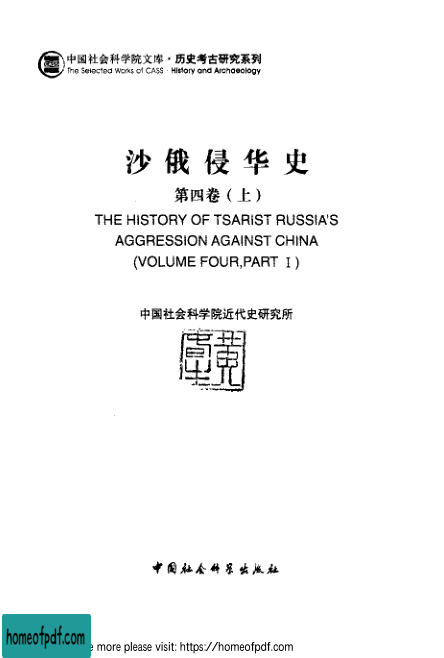 中国社会科学院文库·历史考古研究系列
The Selected Works of CASS · History and Archaeology
沙俄侵华史
第四卷(上)
THE HISTORY OF TSARIST RUSSIA'S
AGGRESSION AGAINST CHINA
(VOLUME FOUR,PART I)
中国社会科学院近代史研究所
中国社会科学出版社
homeofpdf.com
e more please visit: https://homeofpdf.com